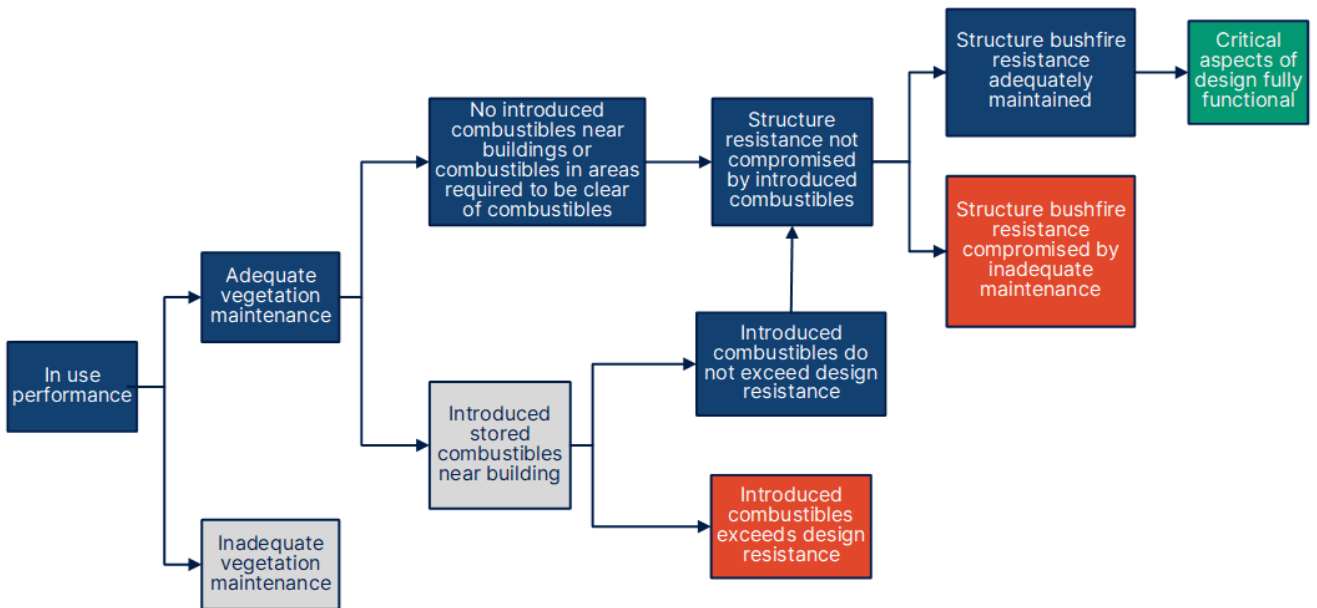 In use
performance
Adequate
vegetation
maintenance
Inadequate
vegetation
maintenance
No introduced
combustibles near
buildings or
combustibles in areas
required to be clear
of combustibles
Introduced
stored
combustibles
near building
Structure
resistance not
compromised
by introduced
combustibles
Introduced
combustibles do
not exceed design
resistance
Introduced
combustibles
exceeds design
resistance
Structure bushfire
resistance
adequately
maintained
Structure bushfire
resistance
compromised by
inadequate
maintenance
Critical
aspects of
design fully
functional